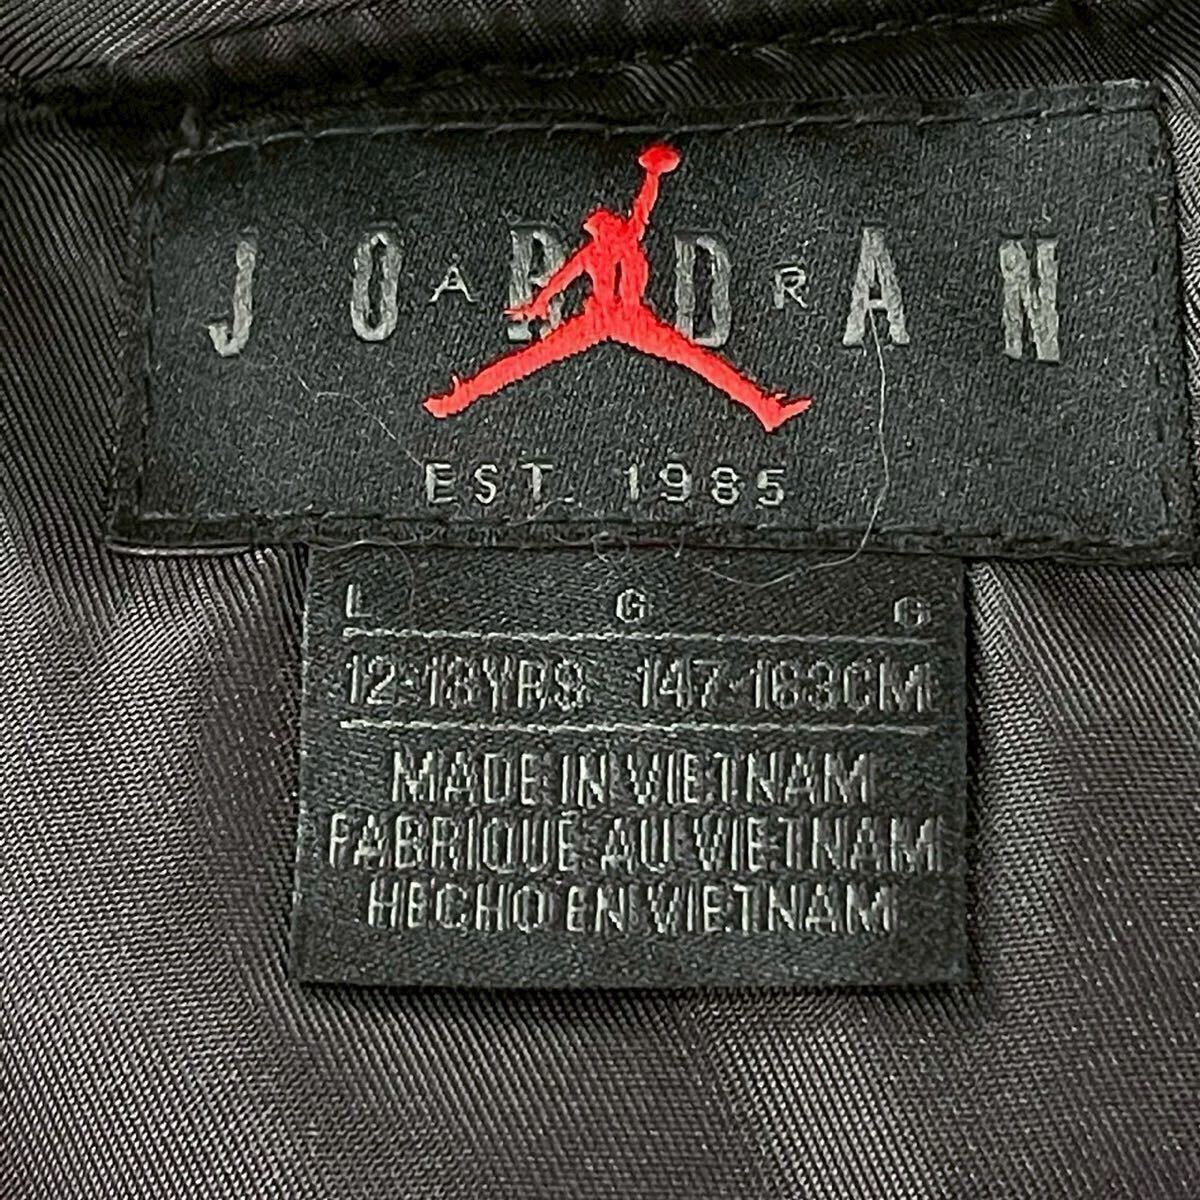 JORDAN
AIR
EST. 1985
L G G
12-13YRS 147-163CM
MADE IN VIETNAM
FABRIQUE AU VIETNAM
HECHO EN VIETNAM